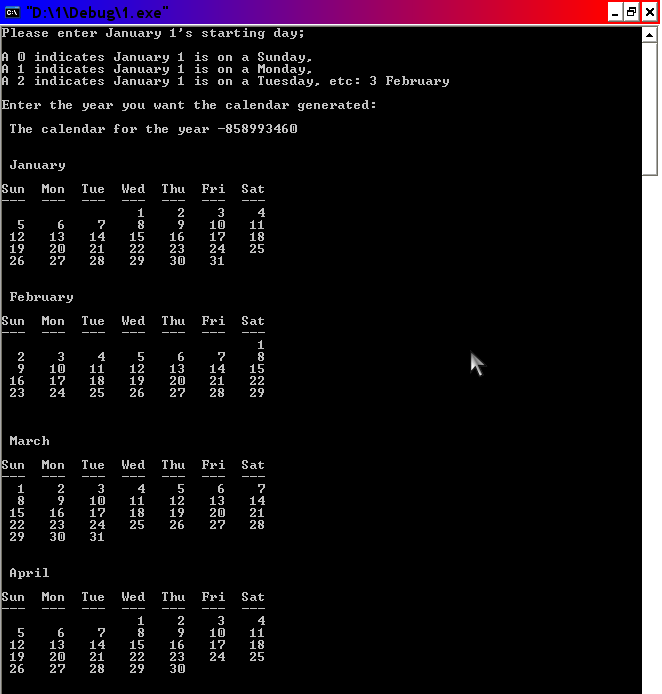 "D:\1\Debug\1.exe"
Please enter January 1's starting day;
A 0 indicates January 1 is on a Sunday,
A 1 indicates January 1 is on a Monday,
A 2 indicates January 1 is on a Tuesday, etc: 3 February
Enter the year you want the calendar generated:
The calendar for the year -858993460
January
Sun Mon Tue Wed Thu Fri Sat
--- --- --- --- --- --- ---
1 2 3 4
5 6 7 8 9 10 11
12 13 14 15 16 17 18
19 20 21 22 23 24 25
26 27 28 29 30 31
February
Sun Mon Tue Wed Thu Fri Sat
--- --- --- --- --- --- ---
1
2 3 4 5 6 7 8
9 10 11 12 13 14 15
16 17 18 19 20 21 22
23 24 25 26 27 28 29
March
Sun Mon Tue Wed Thu Fri Sat
--- --- --- --- --- --- ---
1 2 3 4 5 6 7
8 9 10 11 12 13 14
15 16 17 18 19 20 21
22 23 24 25 26 27 28
29 30 31
April
Sun Mon Tue Wed Thu Fri Sat
--- --- --- --- --- --- ---
1 2 3 4
5 6 7 8 9 10 11
12 13 14 15 16 17 18
19 20 21 22 23 24 25
26 27 28 29 30